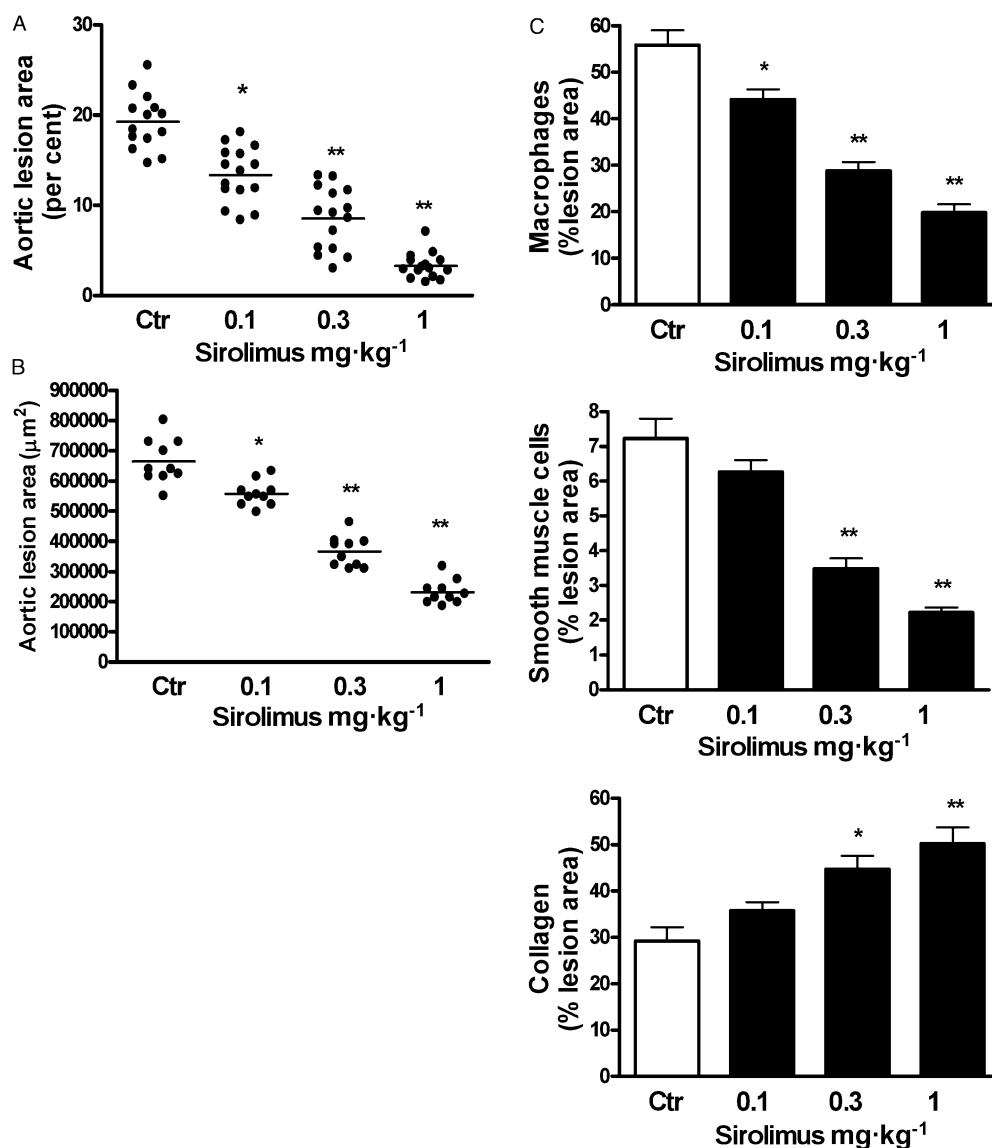 A
Aortic lesion area
(per cent)
30
20
10
0
*
**
**
Ctr 0.1 0.3 1
Sirolimus mg·kg-1
B
Aortic lesion area (μm2)
900000
800000
700000
600000
500000
400000
300000
200000
100000
0
*
**
**
Ctr 0.1 0.3 1
Sirolimus mg·kg-1
C
Macrophages
(%lesion area)
60
50
40
30
20
10
0
*
**
**
Ctr 0.1 0.3 1
Sirolimus mg·kg-1
Smooth muscle cells
(% lesion area)
8
7
6
5
4
3
2
1
0
**
**
Ctr 0.1 0.3 1
Sirolimus mg·kg-1
Collagen
(% lesion area)
60
50
40
30
20
10
0
*
**
Ctr 0.1 0.3 1
Sirolimus mg·kg-1